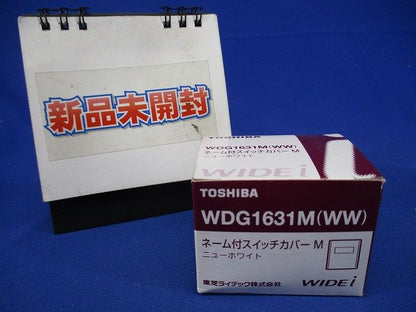 新品未開封
TOSHIBA
WDG1631M(WW)
ネーム付スイッチカバー M
ニューホワイト
WIDE i
TOSHIBA
WDG1631M(WW)
ネーム付スイッチカバー M
ニューホワイト
東芝ライテック株式会社
WIDE i